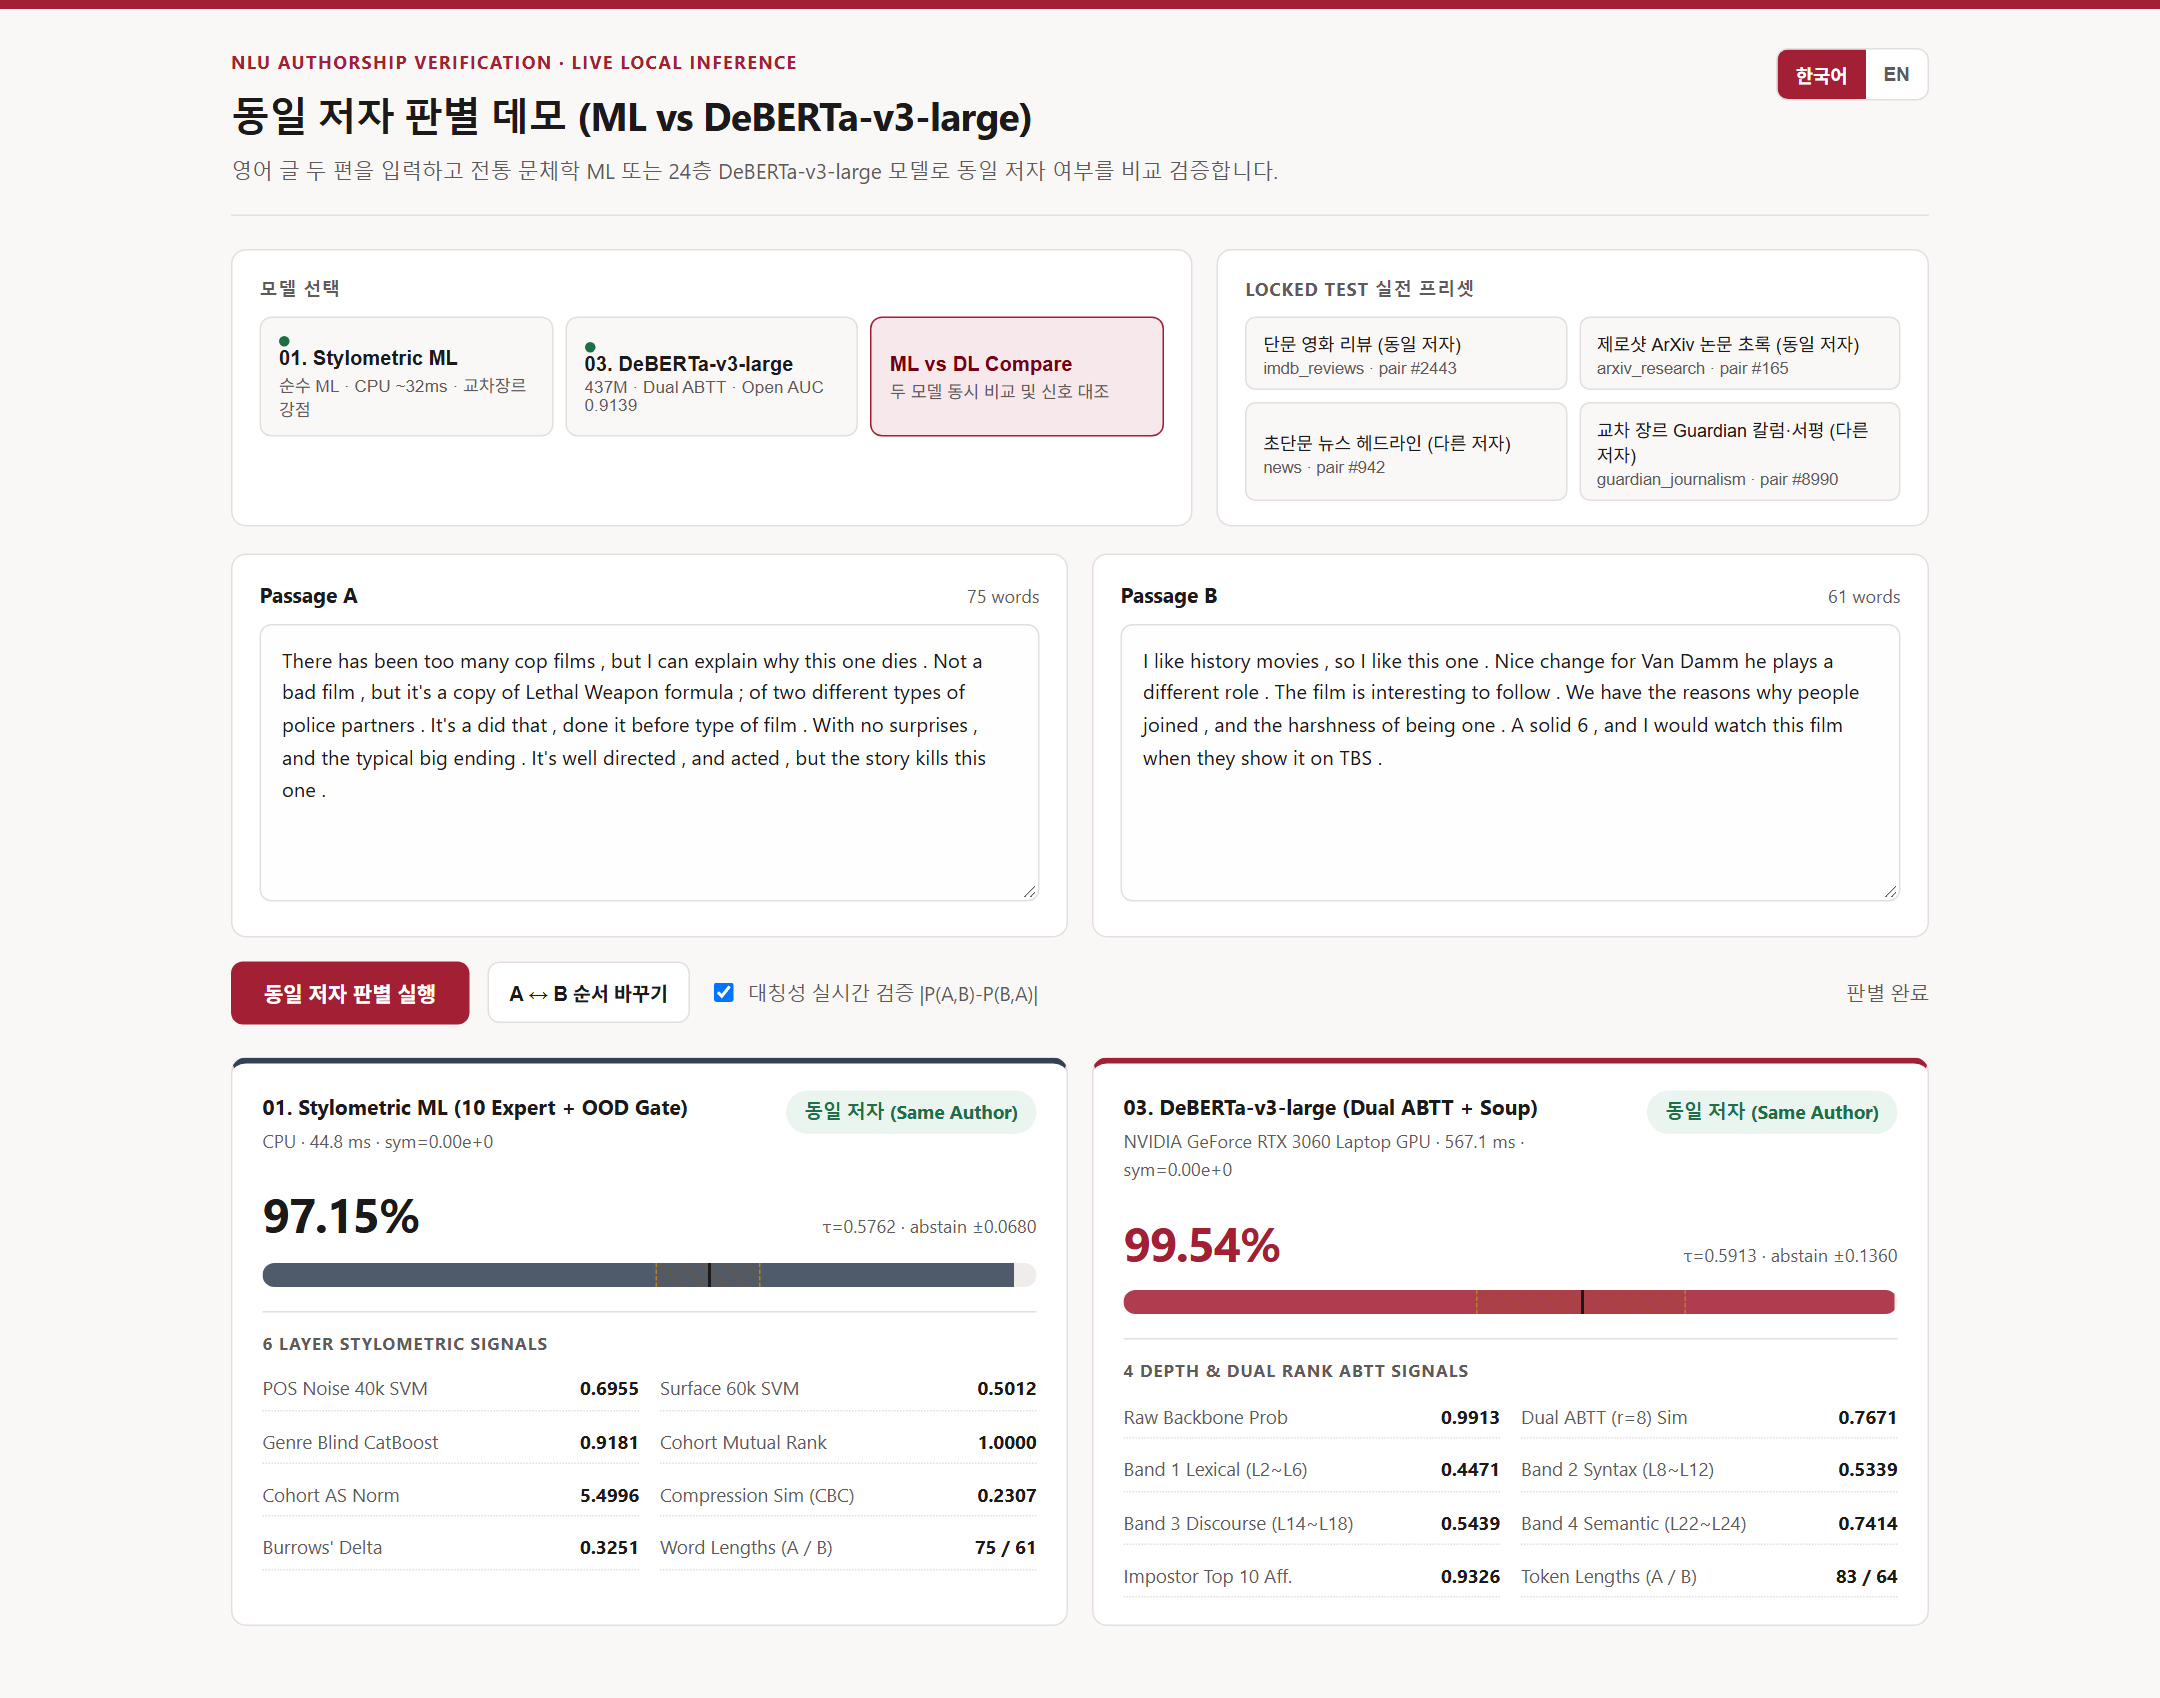 NLU AUTHORSHIP VERIFICATION · LIVE LOCAL INFERENCE
한국어
EN
동일 저자 판별 데모 (ML vs DeBERTa-v3-large)
영어 글 두 편을 입력하고 전통 문체학 ML 또는 24층 DeBERTa-v3-large 모델로 동일 저자 여부를 비교 검증합니다.
모델 선택
01. Stylometric ML
순수 ML · CPU ~32ms · 교차장르
강점
03. DeBERTa-v3-large
437M · Dual ABTT · Open AUC
0.9139
ML vs DL Compare
두 모델 동시 비교 및 신호 대조
LOCKED TEST 실전 프리셋
단문 영화 리뷰 (동일 저자)
imdb_reviews · pair #2443
제로샷 ArXiv 논문 초록 (동일 저자)
arxiv_research · pair #165
초단문 뉴스 헤드라인 (다른 저자)
news · pair #942
교차 장르 Guardian 칼럼·서평 (다른
저자)
guardian_journalism · pair #8990
Passage A
75 words
There has been too many cop films , but I can explain why this one dies . Not a
bad film , but it's a copy of Lethal Weapon formula ; of two different types of
police partners . It's a did that , done it before type of film . With no surprises ,
and the typical big ending . It's well directed , and acted , but the story kills this
one .
Passage B
61 words
I like history movies , so I like this one . Nice change for Van Damm he plays a
different role . The film is interesting to follow . We have the reasons why people
joined , and the harshness of being one . A solid 6 , and I would watch this film
when they show it on TBS .
동일 저자 판별 실행
A ↔ B 순서 바꾸기
대칭성 실시간 검증 |P(A,B)-P(B,A)|
판별 완료
01. Stylometric ML (10 Expert + OOD Gate)
동일 저자 (Same Author)
CPU · 44.8 ms · sym=0.00e+0
97.15%
τ=0.5762 · abstain ±0.0680
6 LAYER STYLOMETRIC SIGNALS
POS Noise 40k SVM 0.6955
Surface 60k SVM 0.5012
Genre Blind CatBoost 0.9181
Cohort Mutual Rank 1.0000
Cohort AS Norm 5.4996
Compression Sim (CBC) 0.2307
Burrows' Delta 0.3251
Word Lengths (A / B) 75 / 61
03. DeBERTa-v3-large (Dual ABTT + Soup)
동일 저자 (Same Author)
NVIDIA GeForce RTX 3060 Laptop GPU · 567.1 ms ·
sym=0.00e+0
99.54%
τ=0.5913 · abstain ±0.1360
4 DEPTH & DUAL RANK ABTT SIGNALS
Raw Backbone Prob 0.9913
Dual ABTT (r=8) Sim 0.7671
Band 1 Lexical (L2~L6) 0.4471
Band 2 Syntax (L8~L12) 0.5339
Band 3 Discourse (L14~L18) 0.5439
Band 4 Semantic (L22~L24) 0.7414
Impostor Top 10 Aff. 0.9326
Token Lengths (A / B) 83 / 64